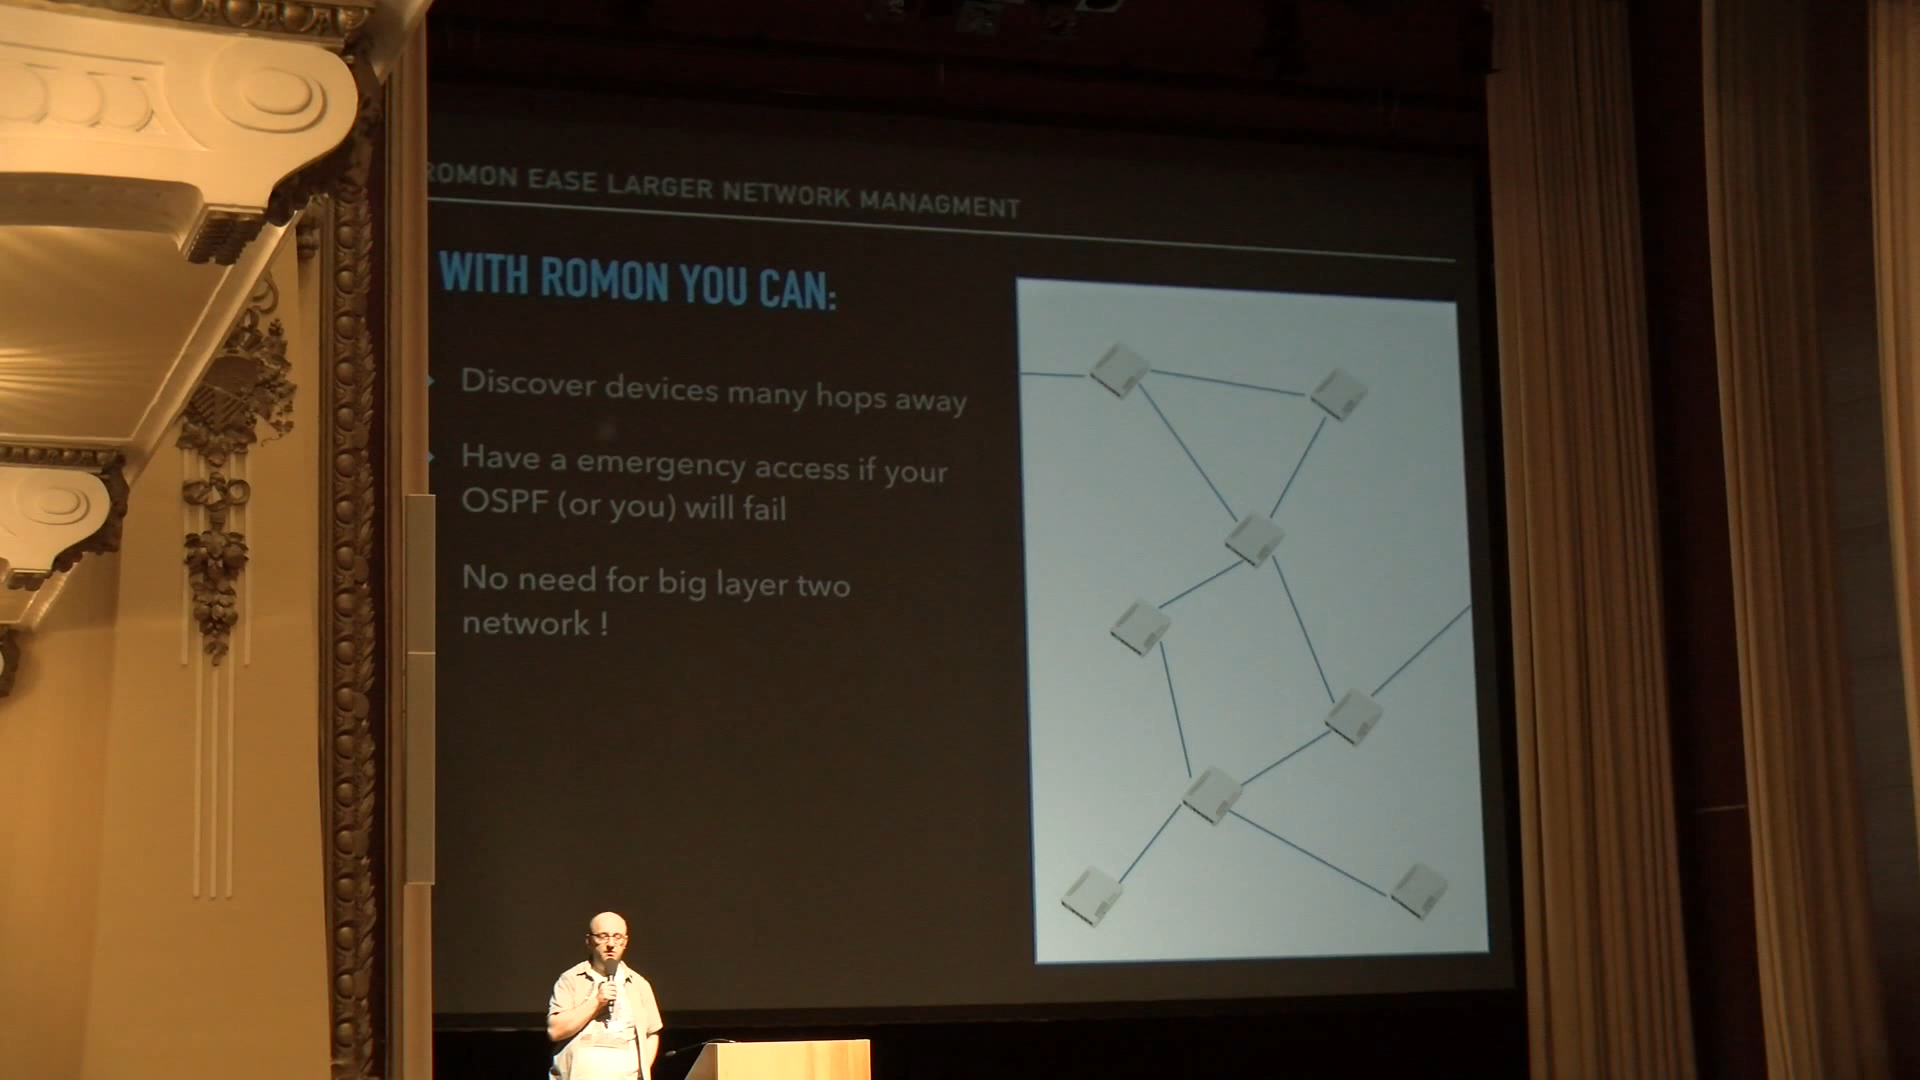 ROMON EASE LARGER NETWORK MANAGMENT
WITH ROMON YOU CAN:
Discover devices many hops away
Have a emergency access if your
OSPF (or you) will fail
No need for big layer two
network !